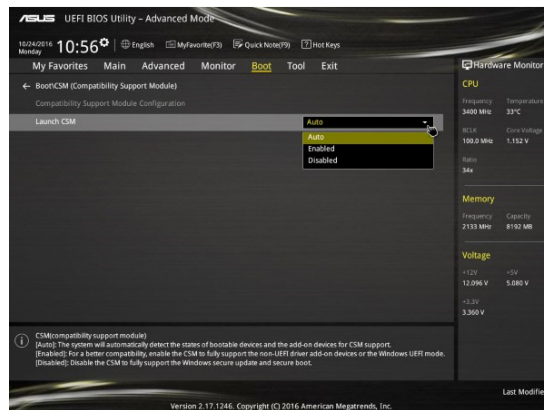 ASUS UEFI BIOS Utility – Advanced Mode
10/24/2016 Monday 10:56 English MyFavorite(F3) Quick Note(F9) Hot Keys
My Favorites Main Advanced Monitor Boot Tool Exit
Hardware Monitor
← Boot\CSM (Compatibility Support Module)
Compatibility Support Module Configuration
Launch CSM Auto
Auto
Enabled
Disabled
CPU
Frequency Temperature
3400 MHz 33°C
BCLK Core Voltage
100.0 MHz 1.152 V
Ratio
34x
Memory
Frequency Capacity
2133 MHz 8192 MB
Voltage
+12V +5V
12.096 V 5.080 V
+3.3V
3.360 V
CSM(compatibility support module)
[Auto]: The system will automatically detect the states of bootable devices and the add-on devices for CSM support.
[Enabled]: For a better compatibility, enable the CSM to fully support the non-UEFI driver add-on devices or the Windows UEFI mode.
[Disabled]: Disable the CSM to fully support the Windows secure update and secure boot.
Last Modifie
Version 2.17.1246. Copyright (C) 2016 American Megatrends, Inc.